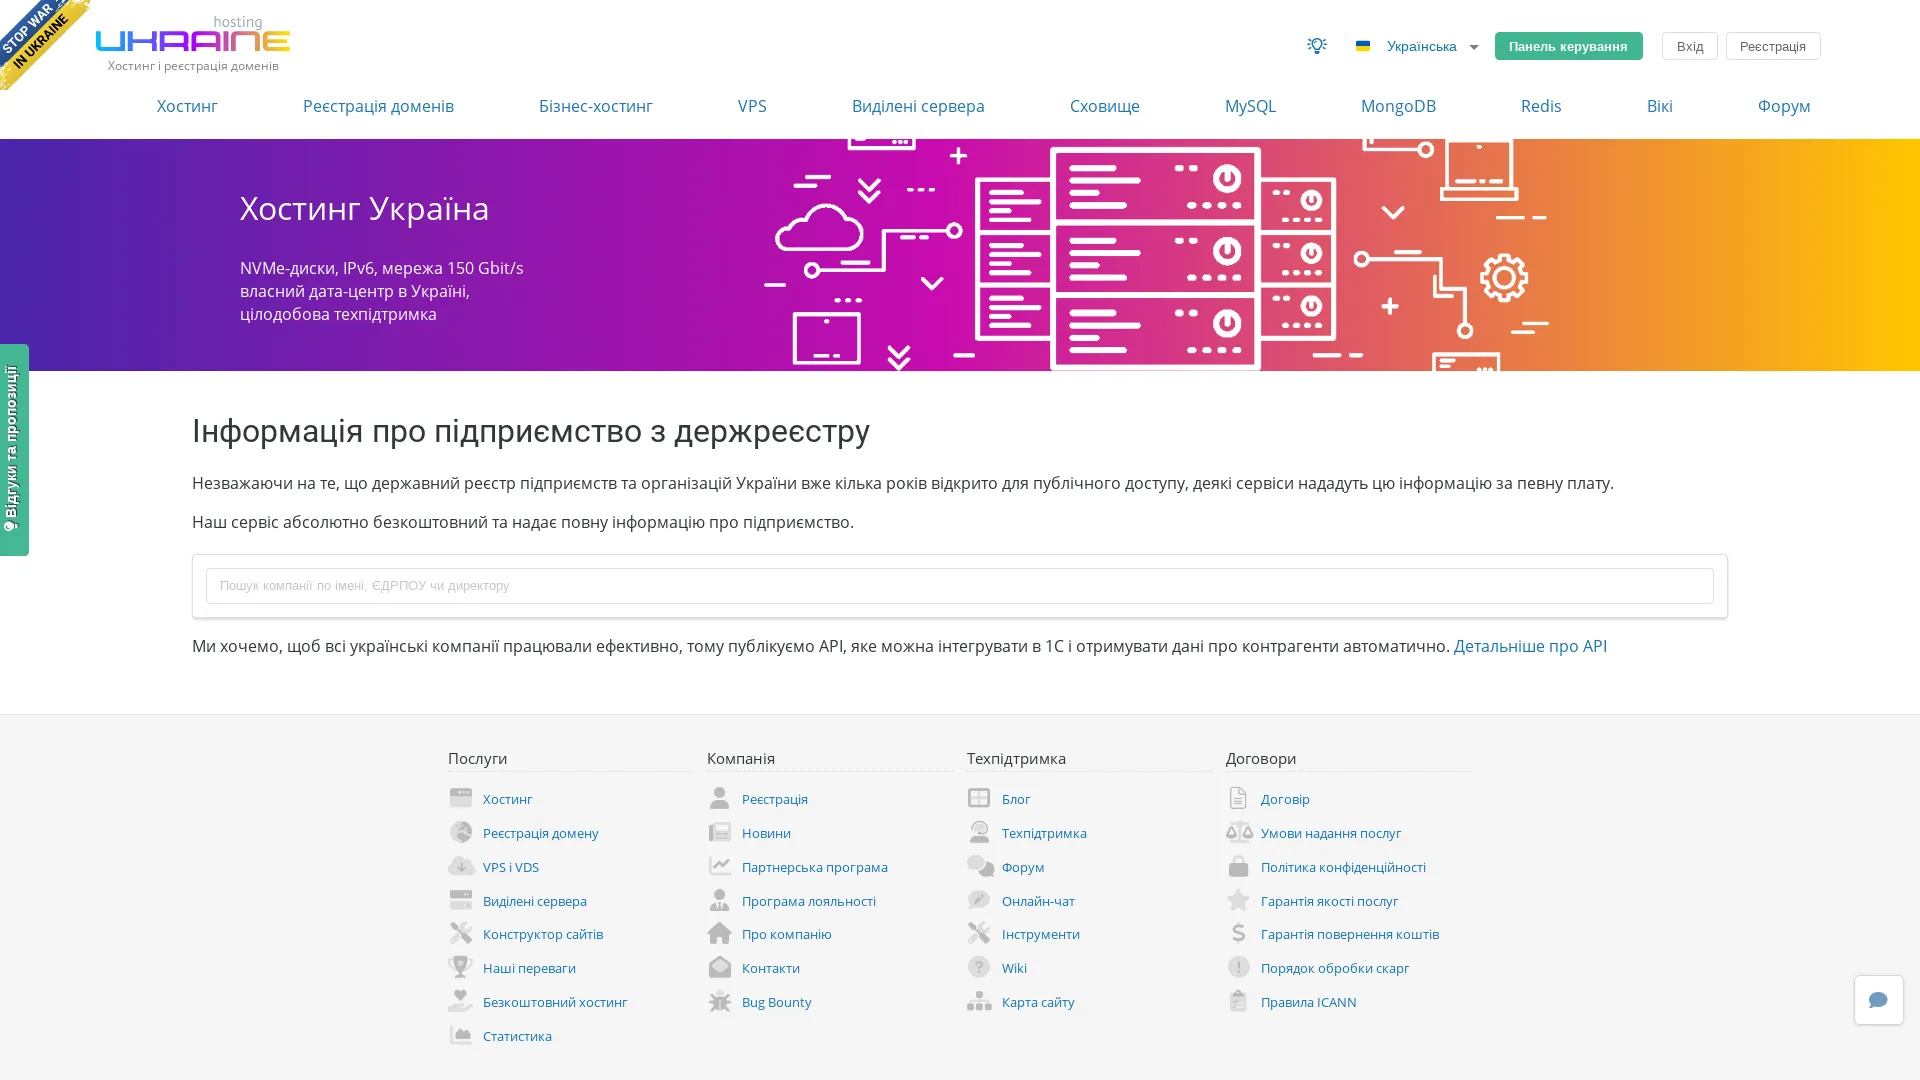 STOP WAR
IN UKRAINE
hosting
UKRAINE
Хостинг і реєстрація доменів
Українська
Панель керування
Вхід
Реєстрація
Хостинг
Реєстрація доменів
Бізнес-хостинг
VPS
Виділені сервера
Сховище
MySQL
MongoDB
Redis
Вікі
Форум
Хостинг Україна
NVMe-диски, IPv6, мережа 150 Gbit/s
власний дата-центр в Україні,
цілодобова техпідтримка
Відгуки та пропозиції
Інформація про підприємство з держреєстру
Незважаючи на те, що державний реєстр підприємств та організацій України вже кілька років відкрито для публічного доступу, деякі сервіси нададуть цю інформацію за певну плату.
Наш сервіс абсолютно безкоштовний та надає повну інформацію про підприємство.
Пошук компанії по імені, ЄДРПОУ чи директору
Ми хочемо, щоб всі українські компанії працювали ефективно, тому публікуємо API, яке можна інтегрувати в 1С і отримувати дані про контрагенти автоматично. Детальніше про API
Послуги
Хостинг
Реєстрація домену
VPS і VDS
Виділені сервера
Конструктор сайтів
Наші переваги
Безкоштовний хостинг
Статистика
Компанія
Реєстрація
Новини
Партнерська програма
Програма лояльності
Про компанію
Контакти
Bug Bounty
Техпідтримка
Блог
Техпідтримка
Форум
Онлайн-чат
Інструменти
Wiki
Карта сайту
Договори
Договір
Умови надання послуг
Політика конфіденційності
Гарантія якості послуг
Гарантія повернення коштів
Порядок обробки скарг
Правила ICANN